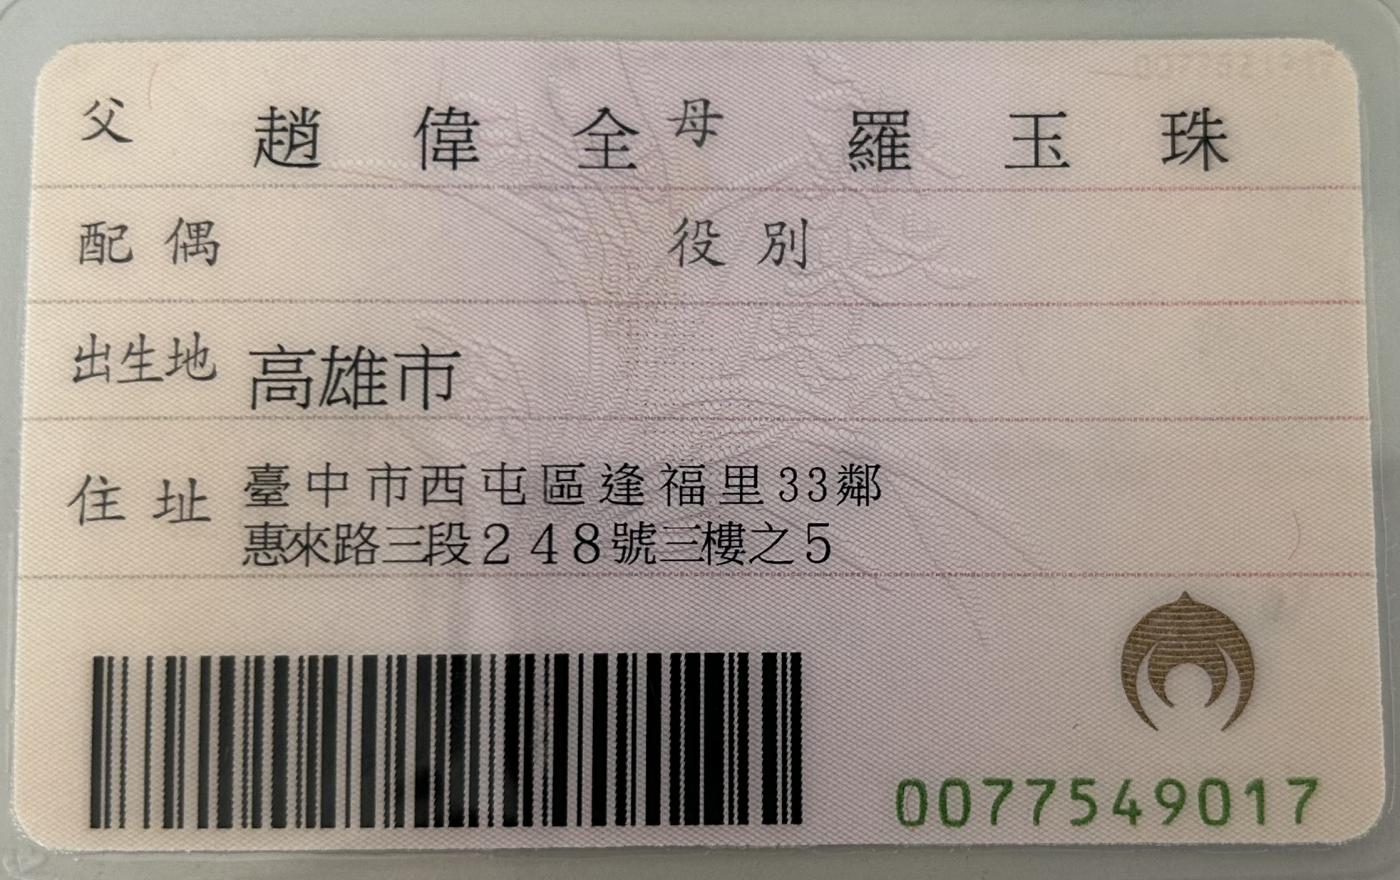 父 趙偉全 母 羅玉珠
配偶 役別
出生地 高雄市
住址 臺中市西屯區逢福里33鄰
惠來路三段248號三樓之5
0077549017